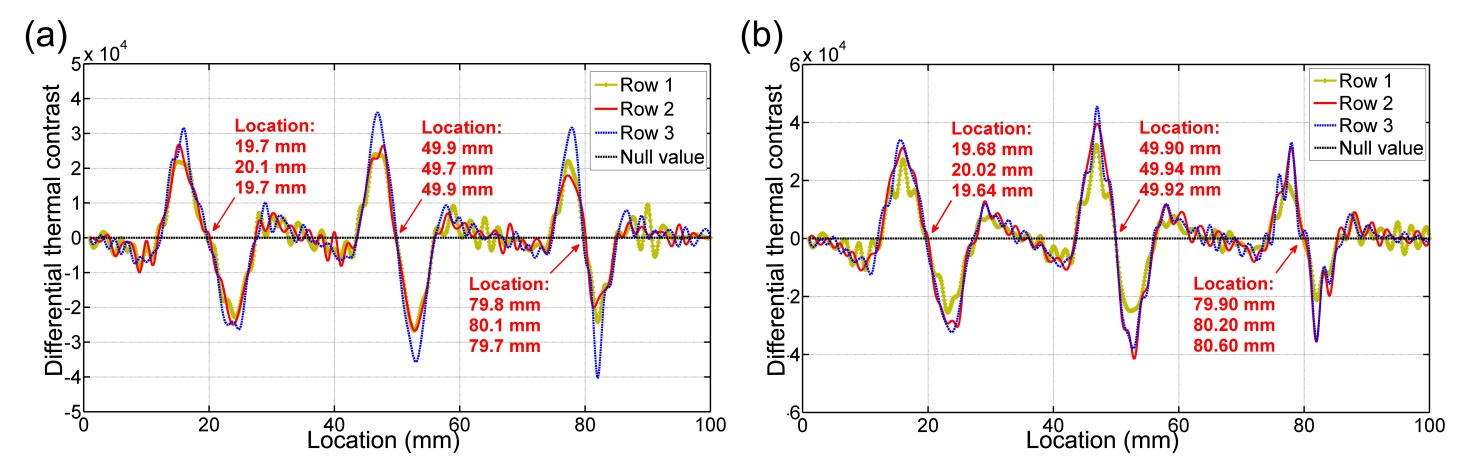 (a)
x 10⁴
5
4
3
2
1
0
-1
-2
-3
-4
-5
Differential thermal contrast
Row 1
Row 2
Row 3
Null value
Location:
19.7 mm
20.1 mm
19.7 mm
Location:
49.9 mm
49.7 mm
49.9 mm
Location:
79.8 mm
80.1 mm
79.7 mm
0 20 40 60 80 100
Location (mm)
(b)
x 10⁴
6
4
2
0
-2
-4
-6
Differential thermal contrast
Row 1
Row 2
Row 3
Null value
Location:
19.68 mm
20.02 mm
19.64 mm
Location:
49.90 mm
49.94 mm
49.92 mm
Location:
79.90 mm
80.20 mm
80.60 mm
0 20 40 60 80 100
Location (mm)